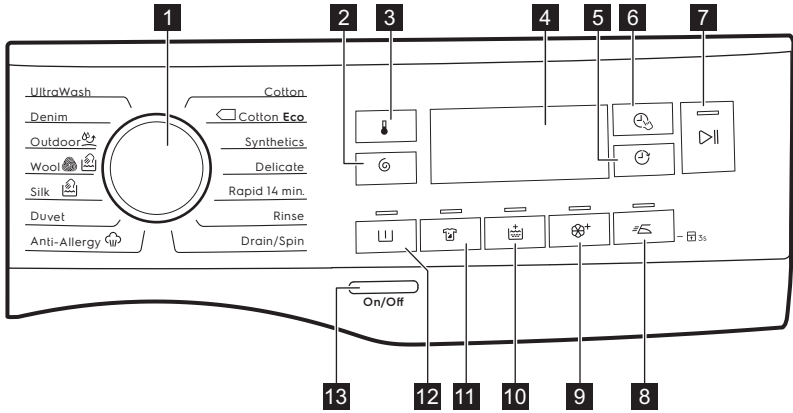 1
2
3
4
5
6
7
UltraWash
Denim
Outdoor
Wool
Silk
Duvet
Anti-Allergy
Cotton
Cotton Eco
Synthetics
Delicate
Rapid 14 min.
Rinse
Drain/Spin
3s
On/Off
13
12
11
10
9
8